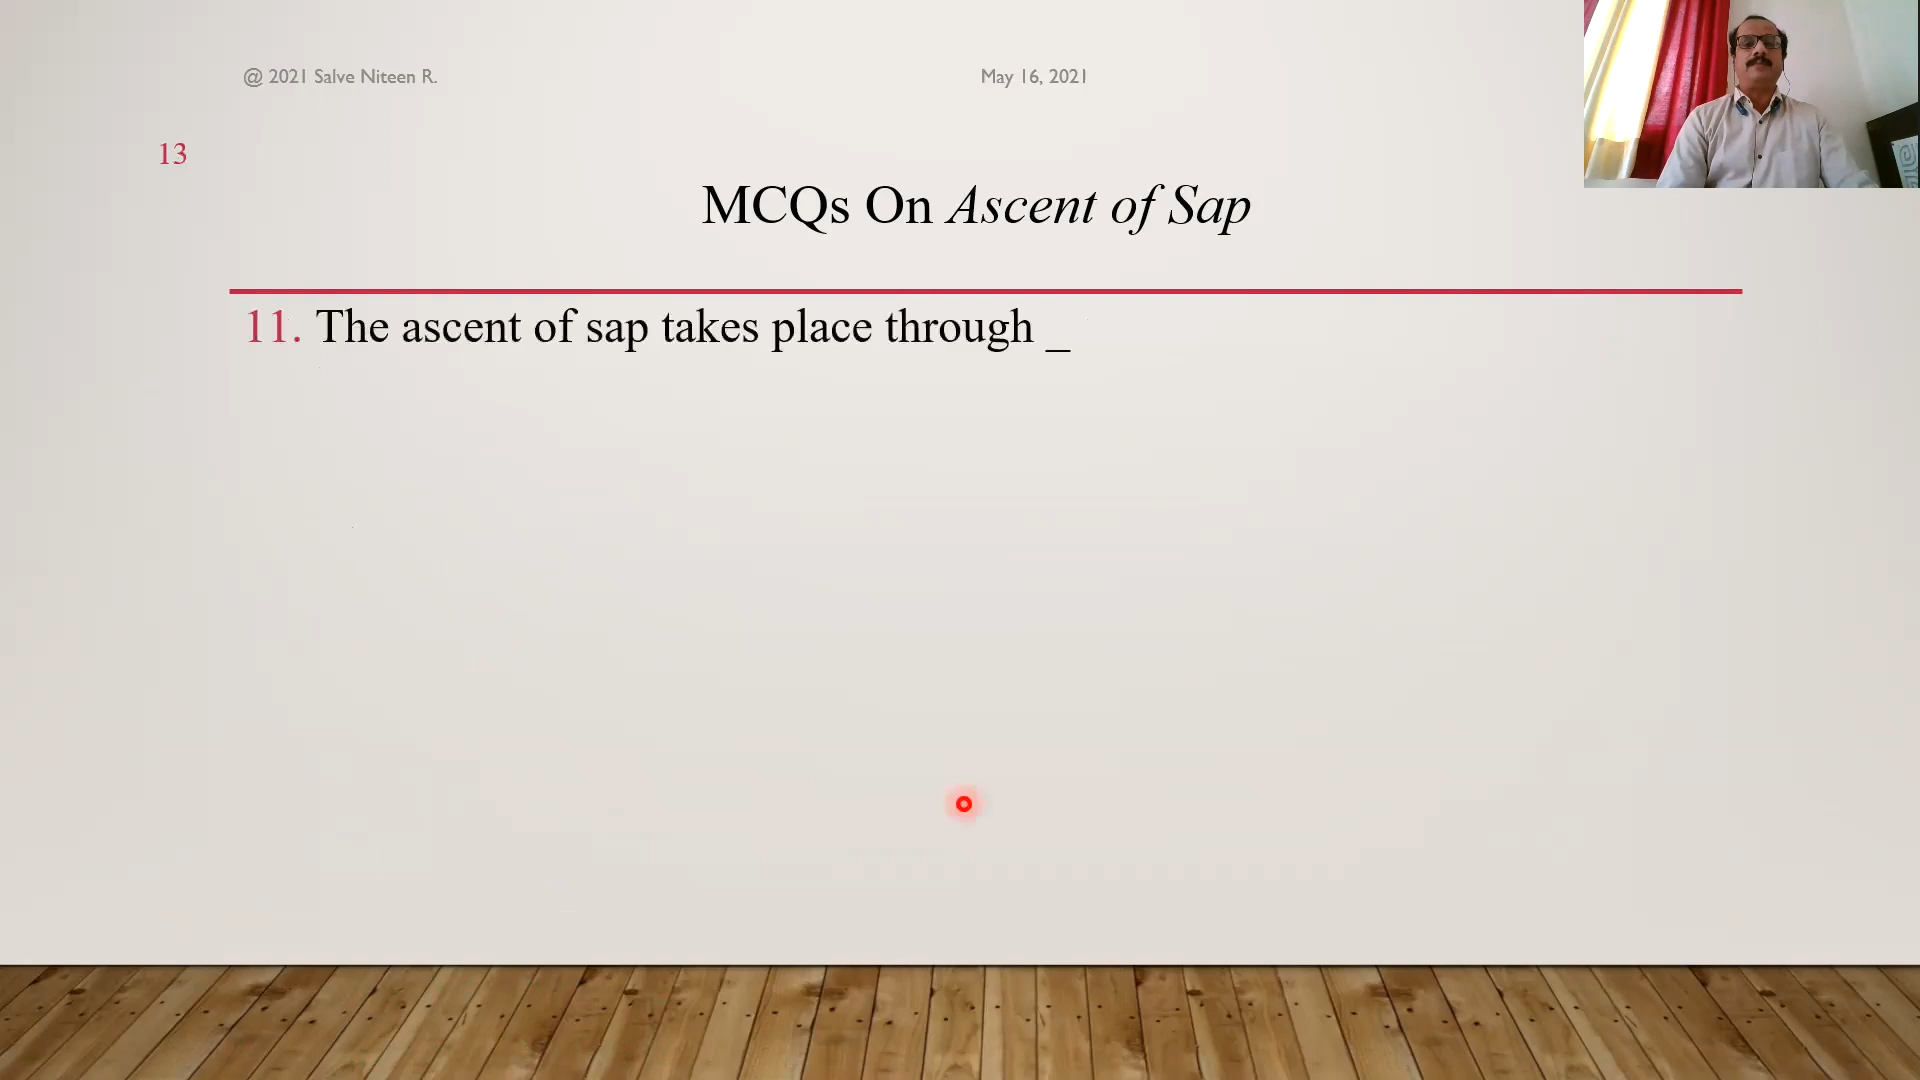 @ 2021 Salve Niteen R.
May 16, 2021
13
MCQs On Ascent of Sap
11. The ascent of sap takes place through _